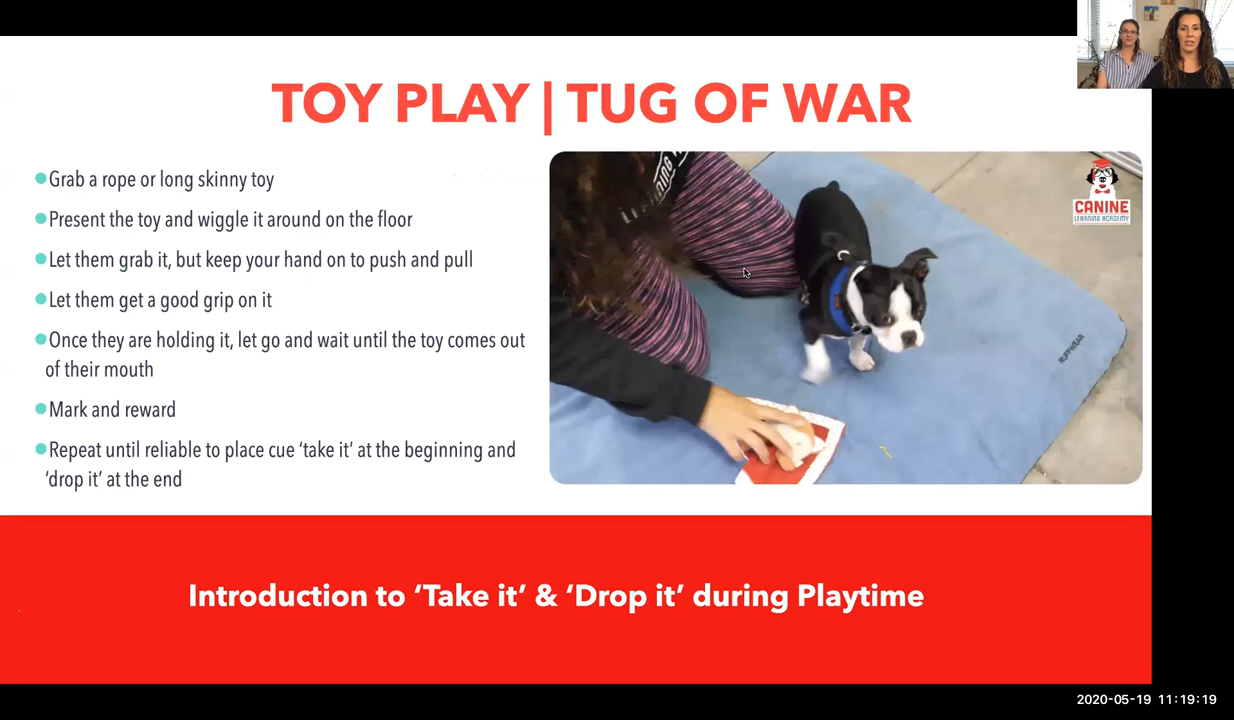 TOY PLAY | TUG OF WAR
Grab a rope or long skinny toy
Present the toy and wiggle it around on the floor
Let them grab it, but keep your hand on to push and pull
Let them get a good grip on it
Once they are holding it, let go and wait until the toy comes out
of their mouth
Mark and reward
Repeat until reliable to place cue ‘take it’ at the beginning and
‘drop it’ at the end
CANINE
LEARNING ACADEMY
RUFFWEAR
Introduction to ‘Take it’ & ‘Drop it’ during Playtime
2020-05-19 11:19:19